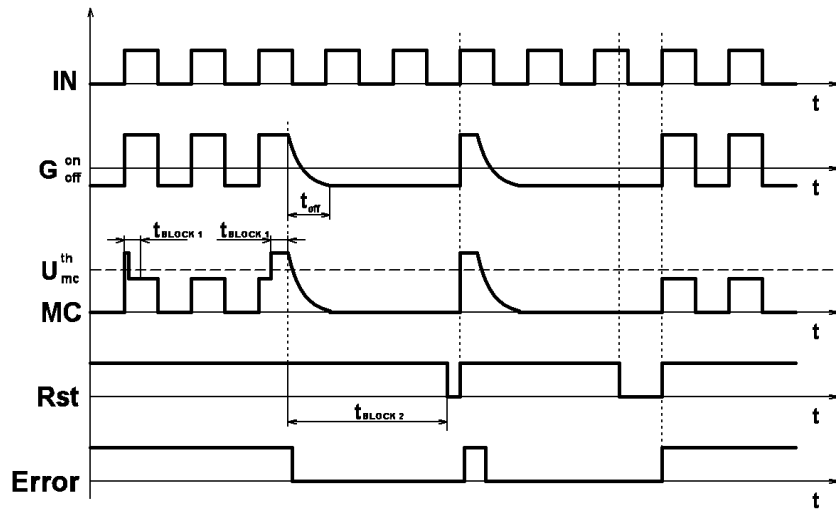 IN
t
G on off
t
t off
t BLOCK 1 t BLOCK 1
U th mc
MC
t
Rst
t
t BLOCK 2
Error
t